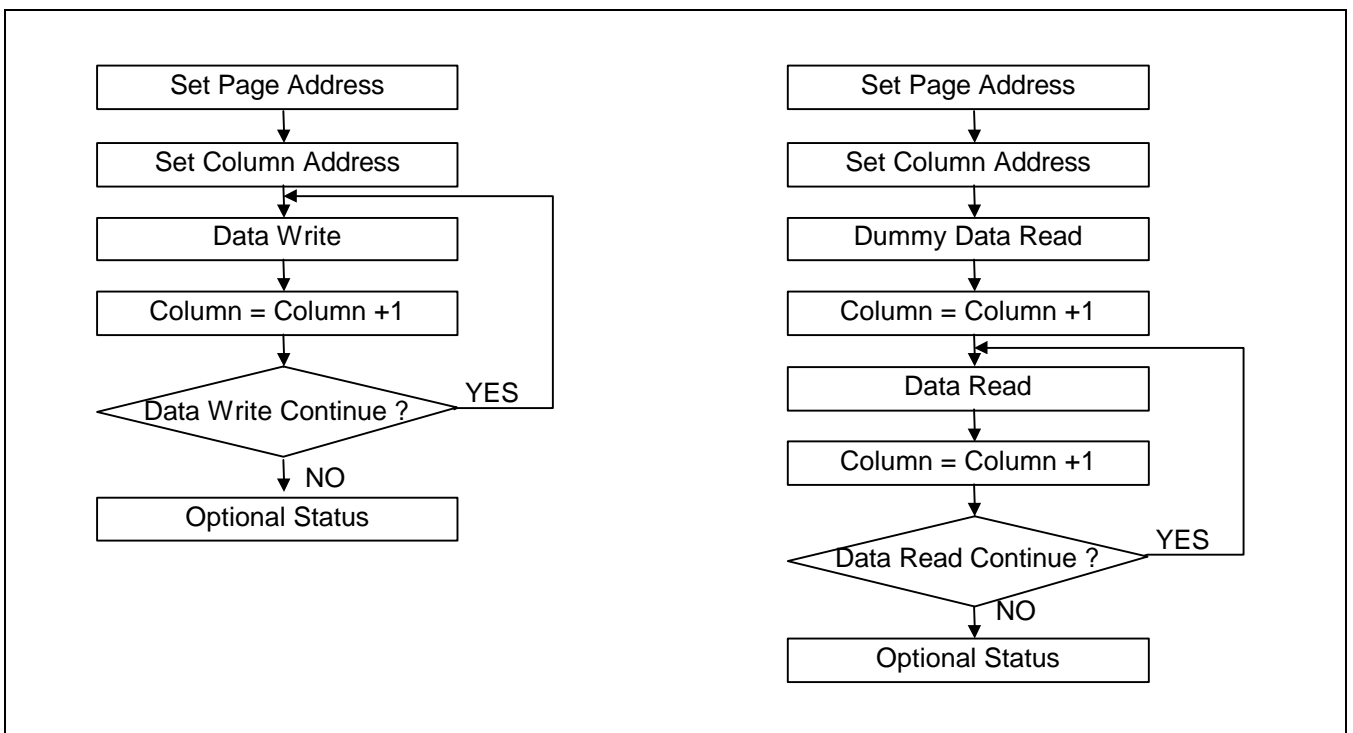 Set Page Address
Set Column Address
Data Write
Column = Column +1
Data Write Continue ?
YES
NO
Optional Status
Set Page Address
Set Column Address
Dummy Data Read
Column = Column +1
Data Read
Column = Column +1
Data Read Continue ?
YES
NO
Optional Status